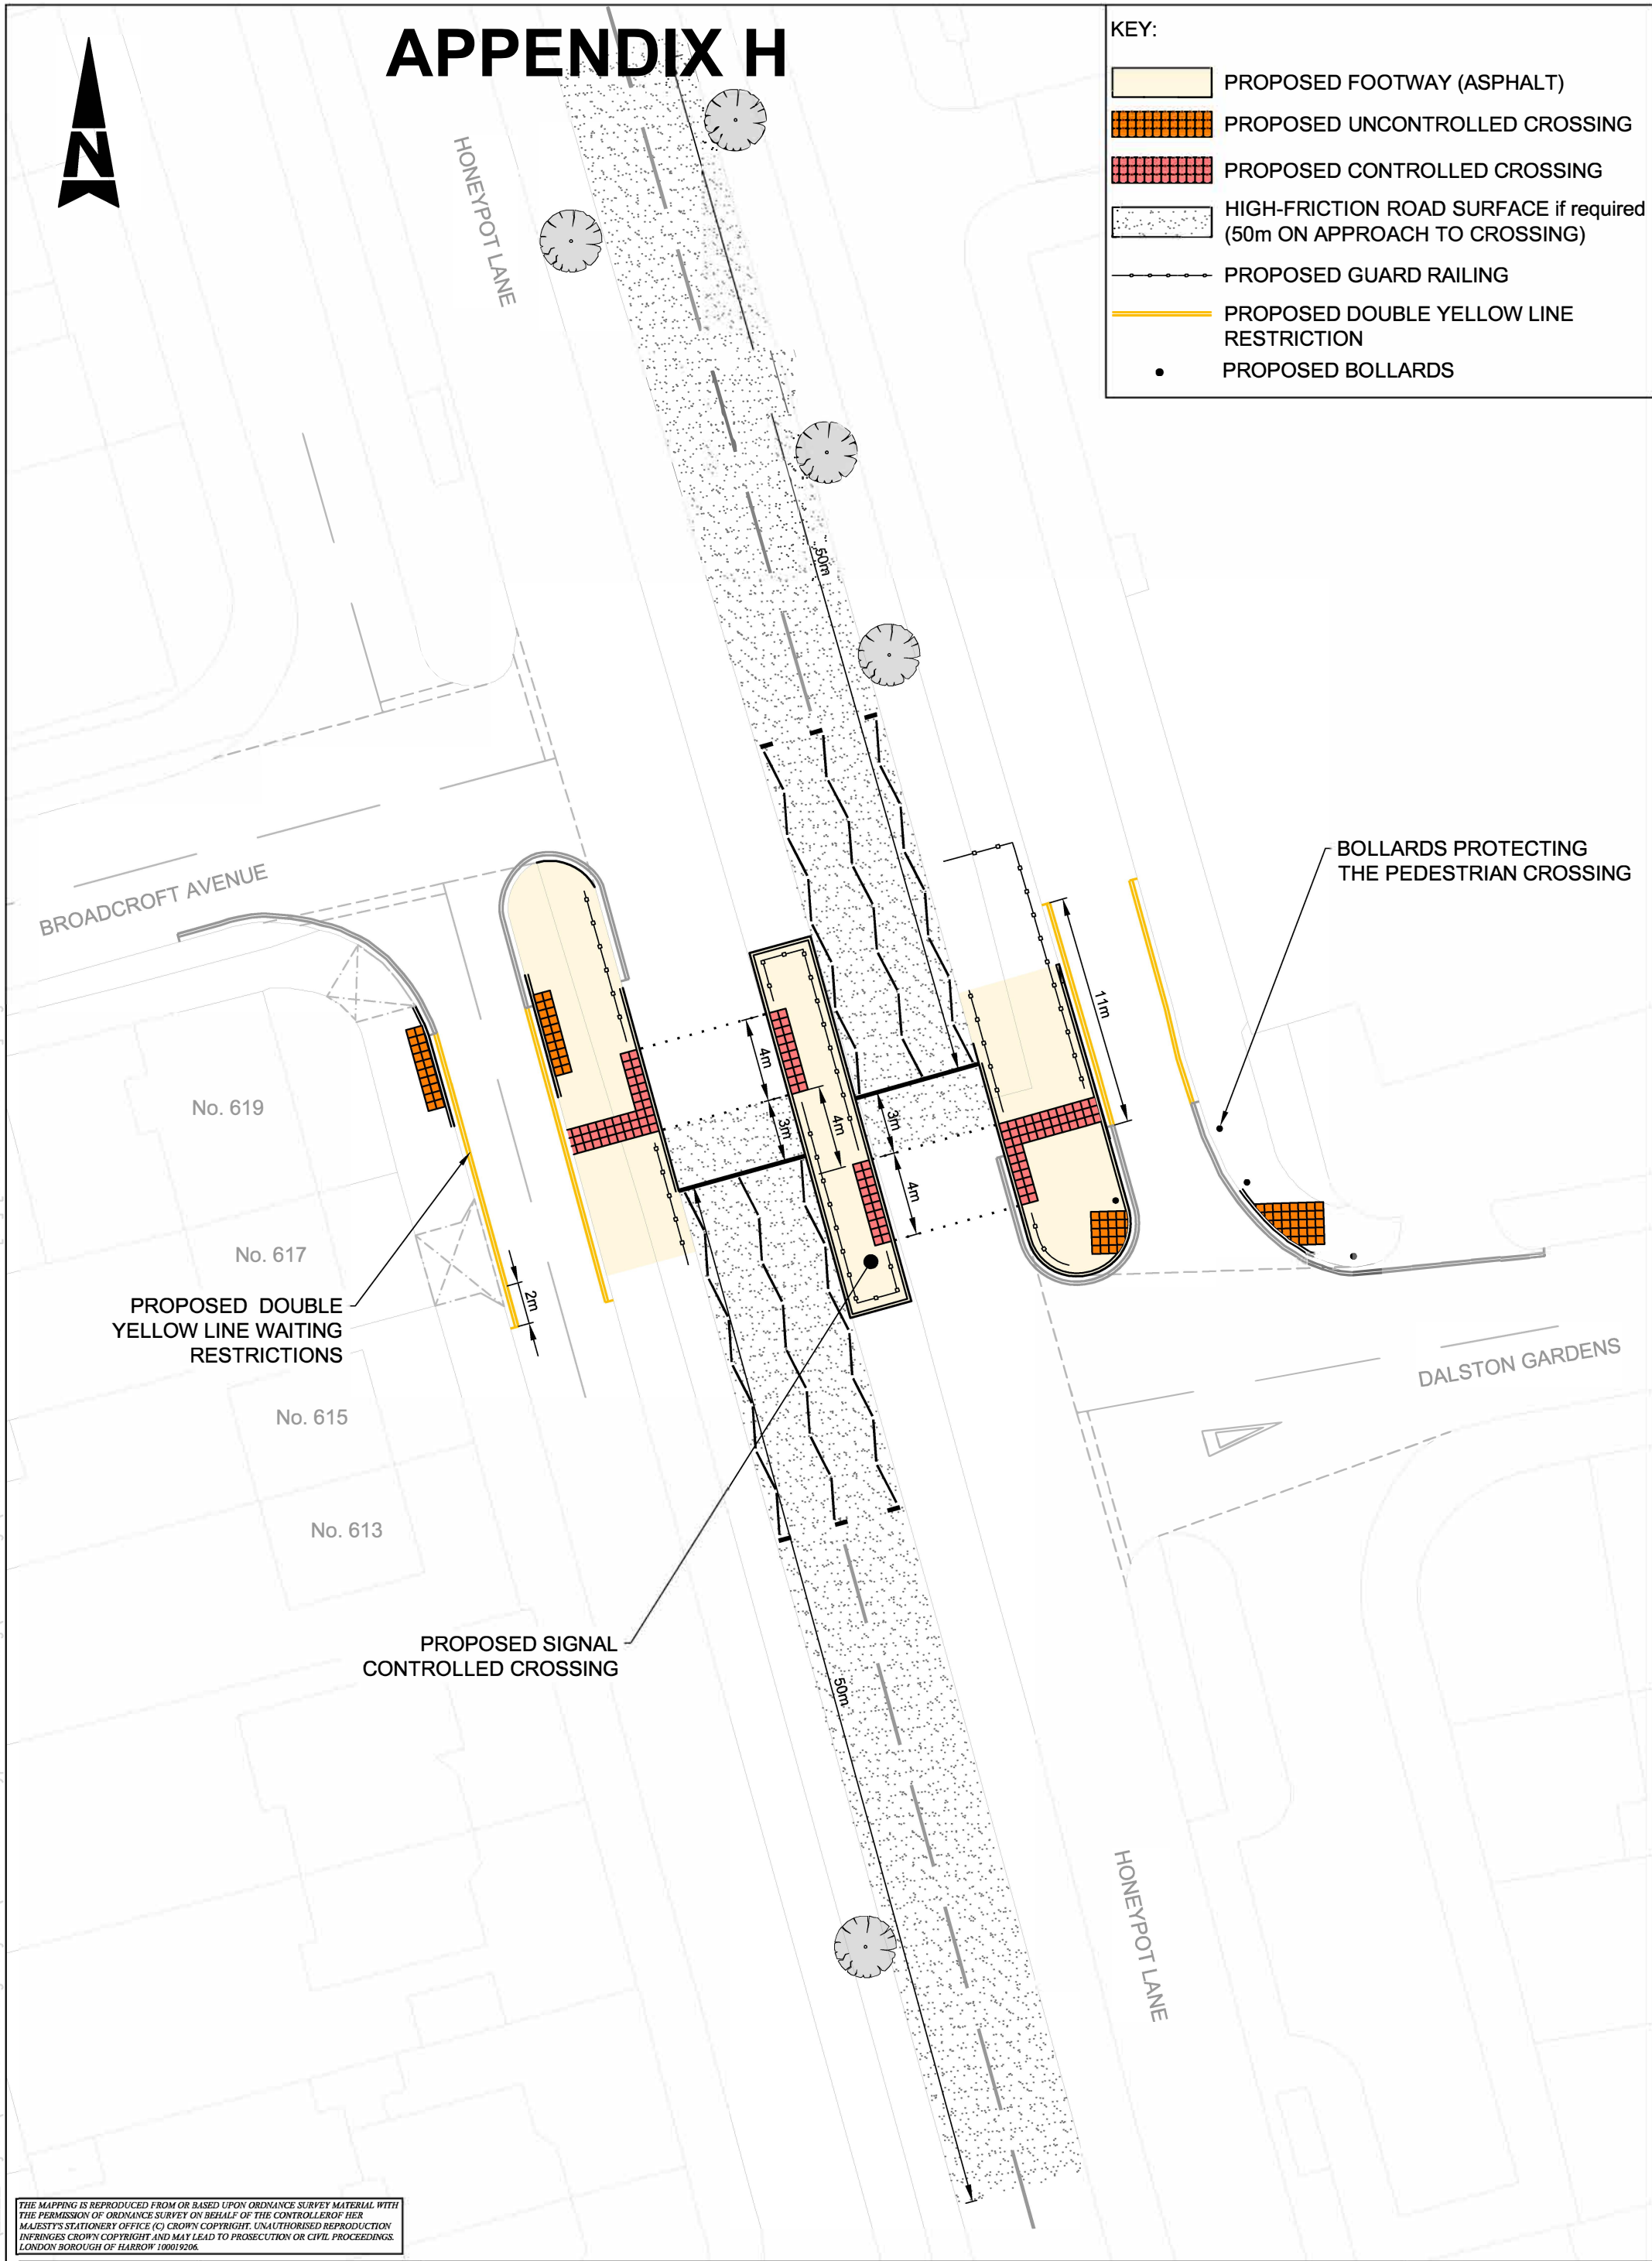 APPENDIX H
N
KEY:
PROPOSED FOOTWAY (ASPHALT)
PROPOSED UNCONTROLLED CROSSING
PROPOSED CONTROLLED CROSSING
HIGH-FRICTION ROAD SURFACE if required
(50m ON APPROACH TO CROSSING)
PROPOSED GUARD RAILING
PROPOSED DOUBLE YELLOW LINE
RESTRICTION
PROPOSED BOLLARDS
HONEYPOT LANE
50m
BOLLARDS PROTECTING
THE PEDESTRIAN CROSSING
BROADCROFT AVENUE
11m
4m
3m
4m
3m
4m
No. 619
No. 617
2m
PROPOSED DOUBLE
YELLOW LINE WAITING
RESTRICTIONS
DALSTON GARDENS
No. 615
No. 613
PROPOSED SIGNAL
CONTROLLED CROSSING
50m
HONEYPOT LANE
THE MAPPING IS REPRODUCED FROM OR BASED UPON ORDNANCE SURVEY MATERIAL WITH
THE PERMISSION OF ORDNANCE SURVEY ON BEHALF OF THE CONTROLLEROF HER
MAJESTY'S STATIONERY OFFICE (C) CROWN COPYRIGHT. UNAUTHORISED REPRODUCTION
INFRINGES CROWN COPYRIGHT AND MAY LEAD TO PROSECUTION OR CIVIL PROCEEDINGS.
LONDON BOROUGH OF HARROW 100019206.